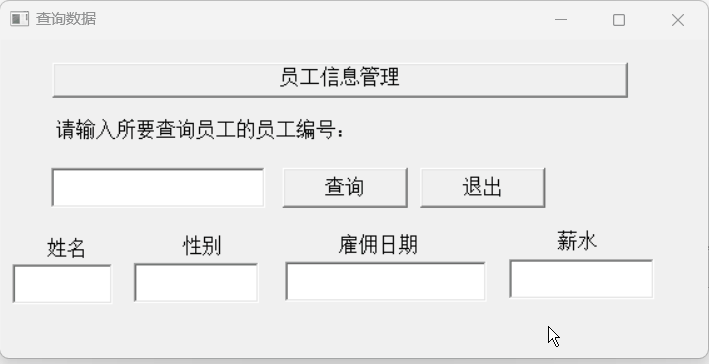 查询数据
员工信息管理
请输入所要查询员工的员工编号：
查询 退出
姓名 性别 雇佣日期 薪水